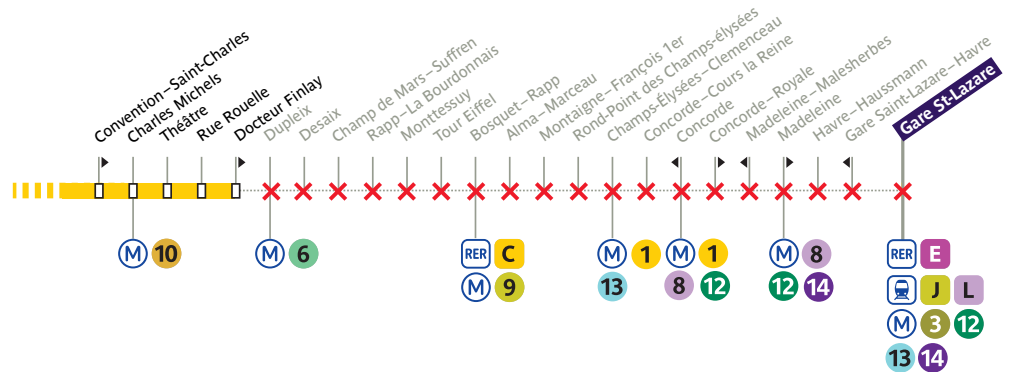 Convention–Saint-Charles
Charles Michels
Théâtre
Rue Rouelle
Docteur Finlay
Dupleix
Desaix
Champ de Mars–Suffren
Rapp–La Bourdonnais
Monttessuy
Tour Eiffel
Bosquet–Rapp
Alma–Marceau
Montaigne–François 1er
Rond-Point des Champs-élysées
Champs-Élysées–Clemenceau
Concorde–Cours la Reine
Concorde
Concorde–Royale
Madeleine–Malesherbes
Madeleine
Havre–Haussmann
Gare Saint-Lazare–Havre
Gare St-Lazare
M 10
M 6
RER C
M 9
M 1
13
M 1
8 12
M 8
12 14
RER E
J L
M 3 12
13 14